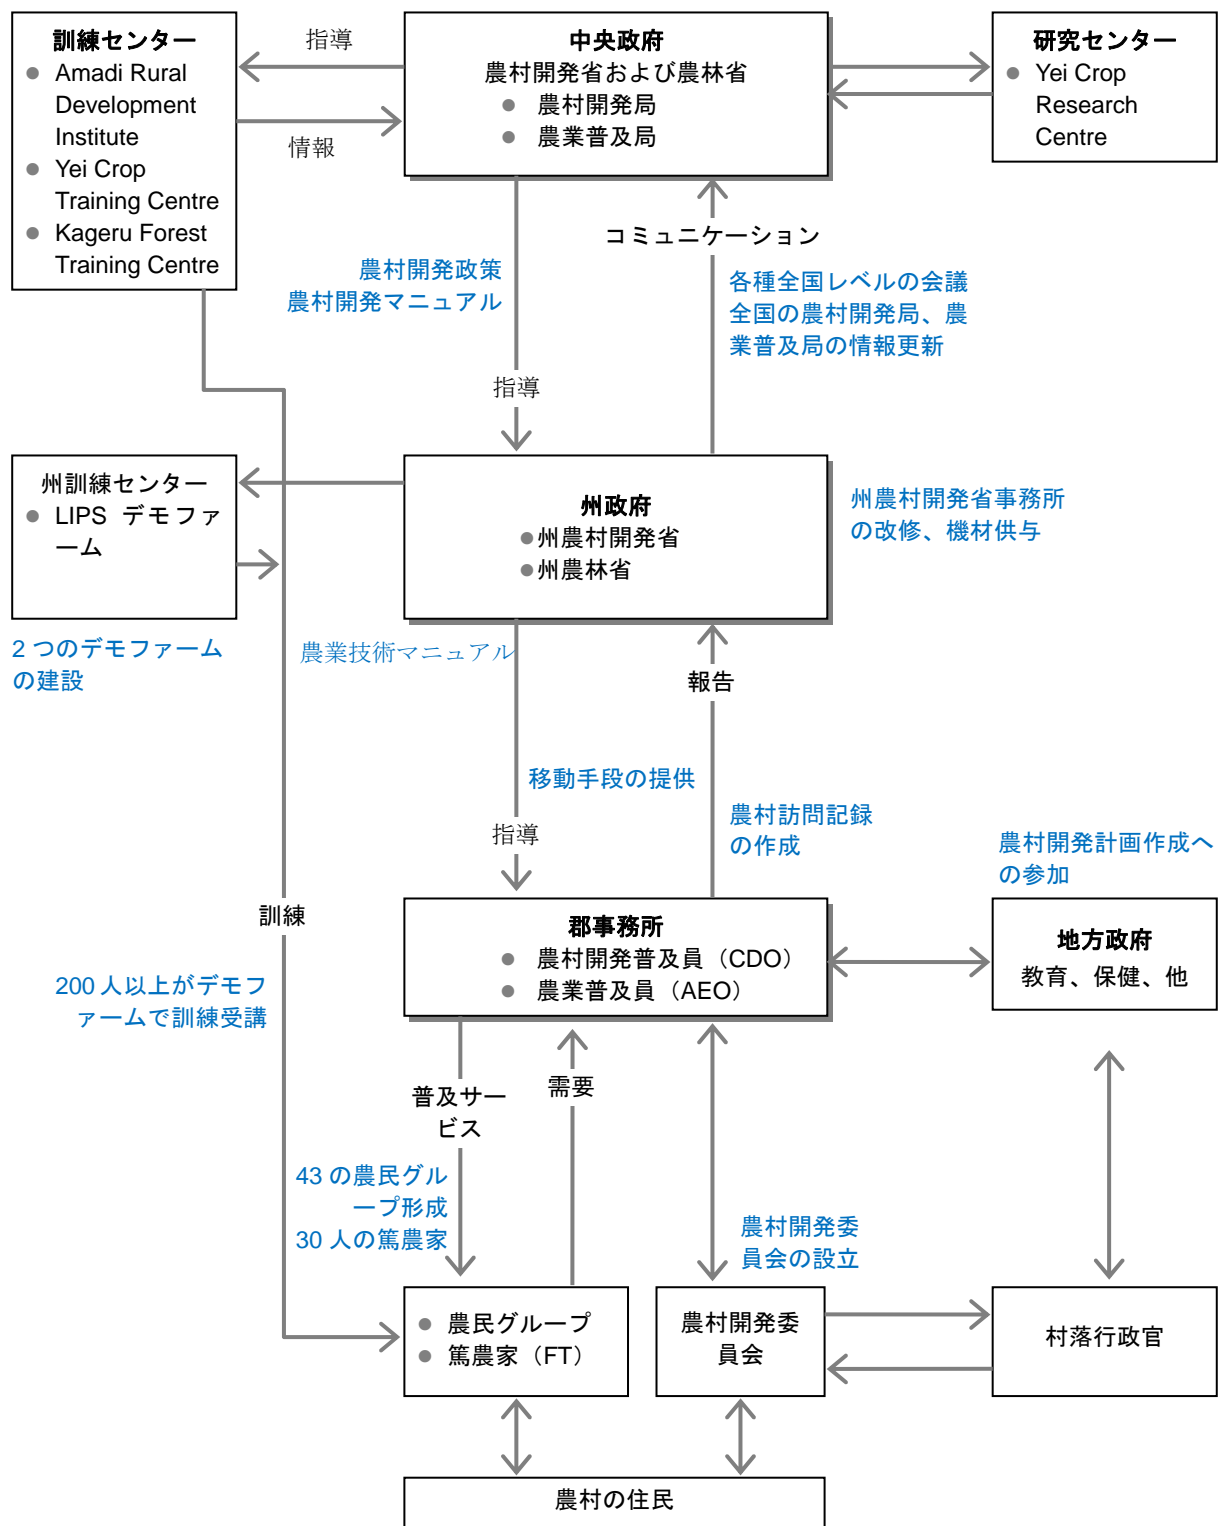 訓練センター
● Amadi Rural
Development
Institute
● Yei Crop
Training Centre
● Kageru Forest
Training Centre
指導
情報
中央政府
農村開発省および農林省
● 農村開発局
● 農業普及局
研究センター
● Yei Crop
Research
Centre
コミュニケーション
農村開発政策
農村開発マニュアル
各種全国レベルの会議
全国の農村開発局、農
業普及局の情報更新
指導
州訓練センター
● LIPS デモファ
ーム
州政府
●州農村開発省
●州農林省
州農村開発省事務所
の改修、機材供与
2 つのデモファーム
の建設
農業技術マニュアル
報告
移動手段の提供
農村訪問記録
の作成
指導
農村開発計画作成へ
の参加
訓練
郡事務所
● 農村開発普及員（CDO）
● 農業普及員（AEO）
地方政府
教育、保健、他
200 人以上がデモフ
ァームで訓練受講
普及サー
ビス
需要
43 の農民グル
ープ形成
30 人の篤農家
農村開発委
員会の設立
● 農民グループ
● 篤農家（FT）
農村開発委
員会
村落行政官
農村の住民